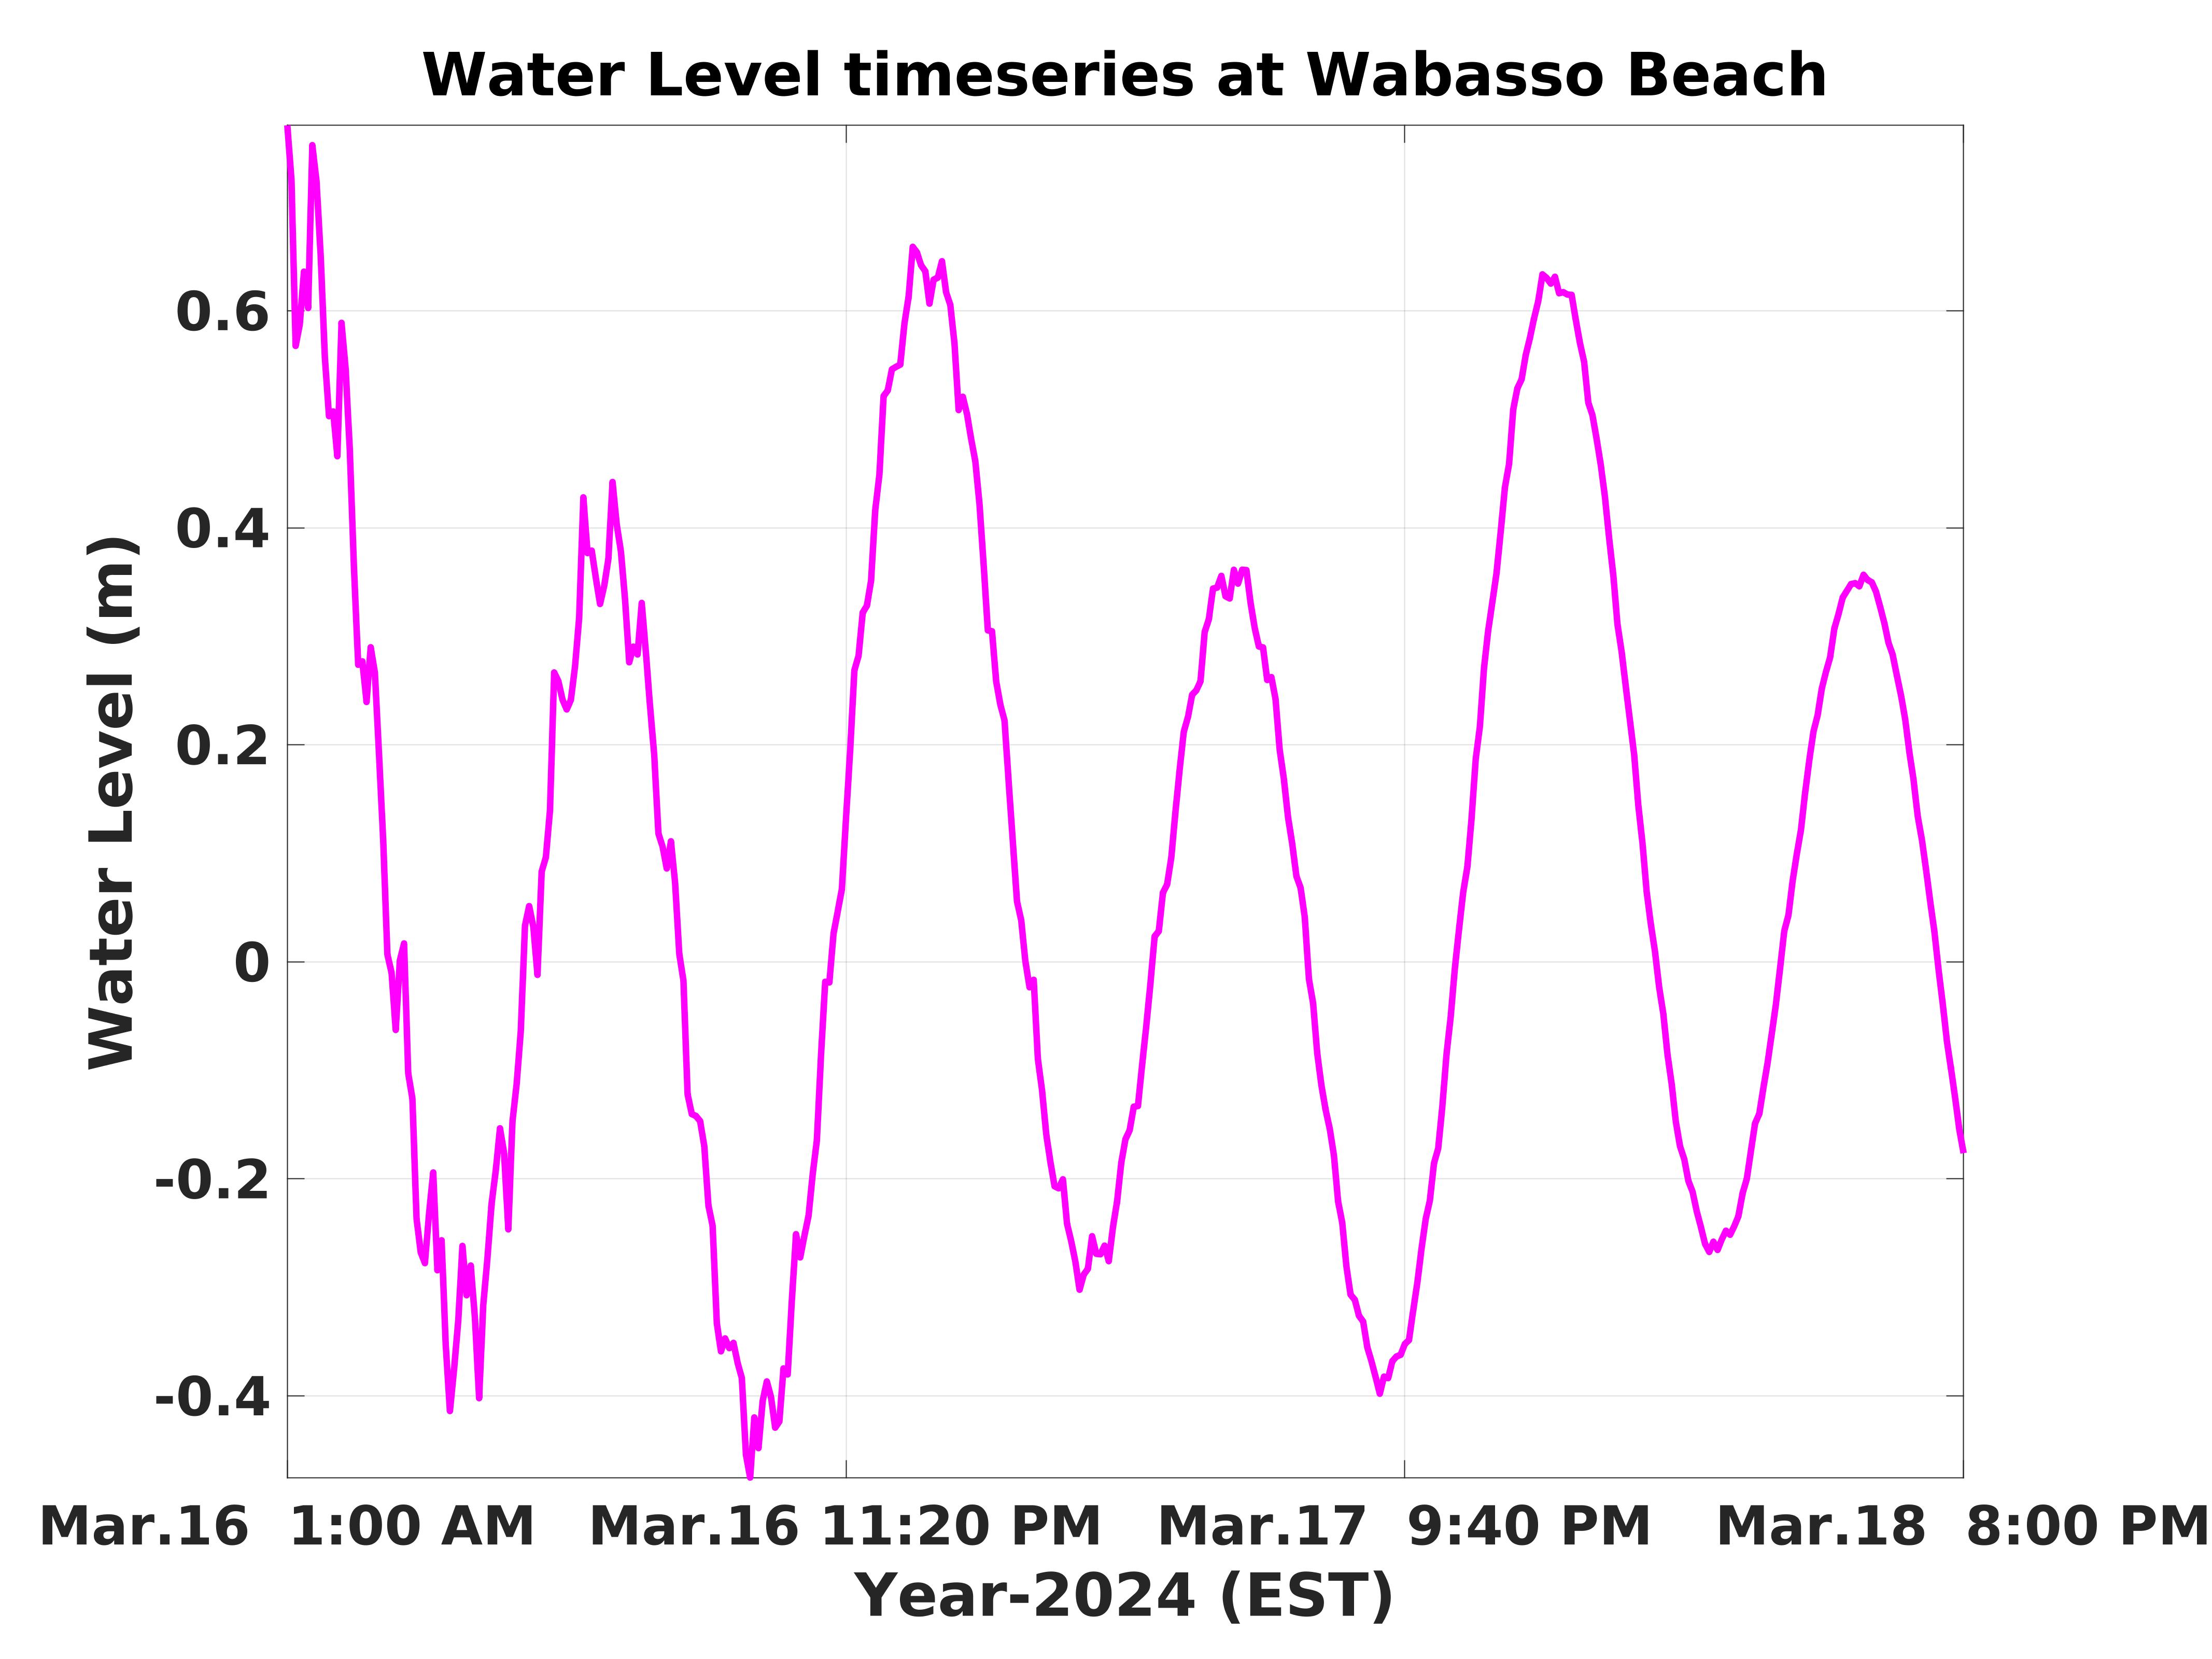 Water Level timeseries at Wabasso Beach
Water Level (m)
0.6
0.4
0.2
0
-0.2
-0.4
Mar.16  1:00 AM
Mar.16 11:20 PM
Mar.17  9:40 PM
Mar.18  8:00 PM
Year-2024 (EST)